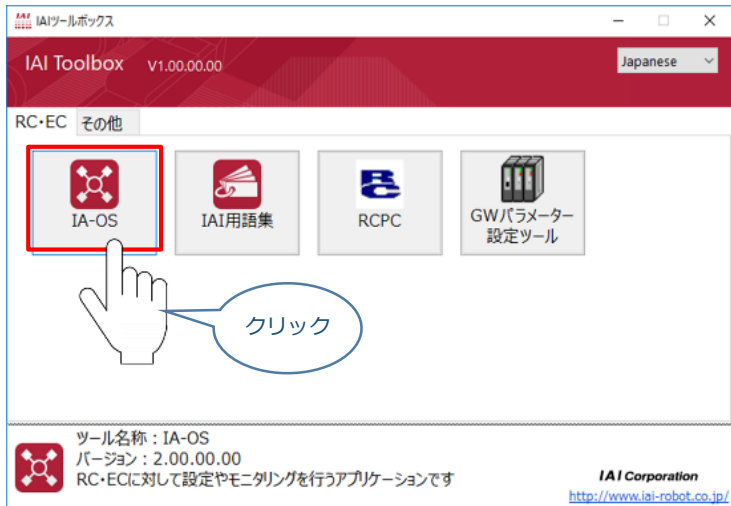 IAIツールボックス
IAI Toolbox V1.00.00.00
Japanese
RC・EC その他
IA-OS
IAI用語集
RCPC
GWパラメーター
設定ツール
クリック
ツール名称：IA-OS
バージョン：2.00.00.00
RC・ECに対して設定やモニタリングを行うアプリケーションです
IAI Corporation
http://www.iai-robot.co.jp/